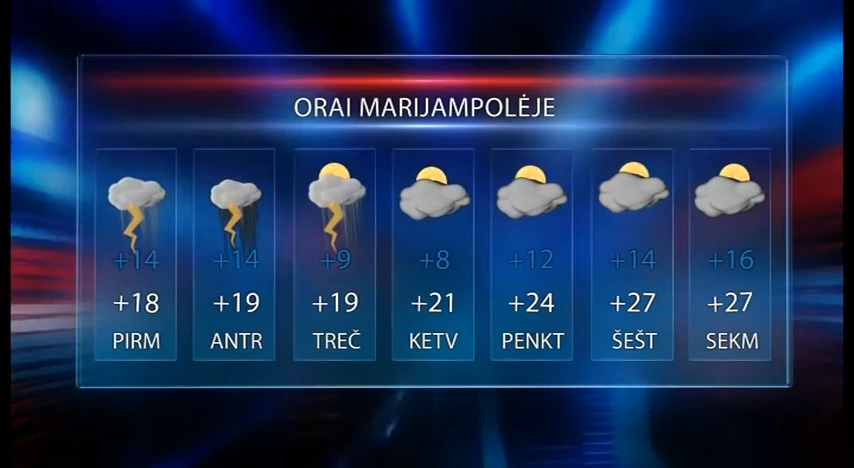 ORAI MARIJAMPOLĖJE
+14 +14 +9 +8 +12 +14 +16
+18 +19 +19 +21 +24 +27 +27
PIRM ANTR TREČ KETV PENKT ŠEŠT SEKM